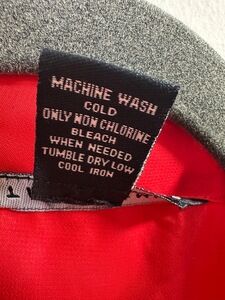 MACHINE WASH
COLD
ONLY NON CHLORINE
BLEACH
WHEN NEEDED
TUMBLE DRY LOW
COOL IRON